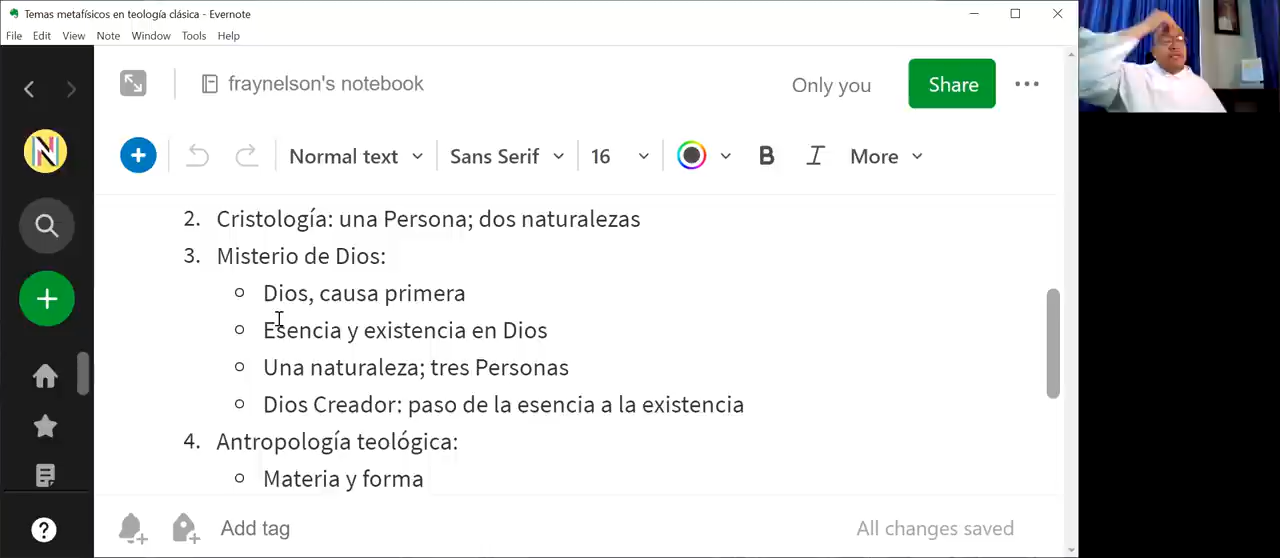 Temas metafísicos en teología clásica - Evernote
File Edit View Note Window Tools Help
fraynelson's notebook Only you Share
Normal text Sans Serif 16 B I More
2. Cristología: una Persona; dos naturalezas
3. Misterio de Dios:
Dios, causa primera
Esencia y existencia en Dios
Una naturaleza; tres Personas
Dios Creador: paso de la esencia a la existencia
4. Antropología teológica:
Materia y forma
Add tag All changes saved